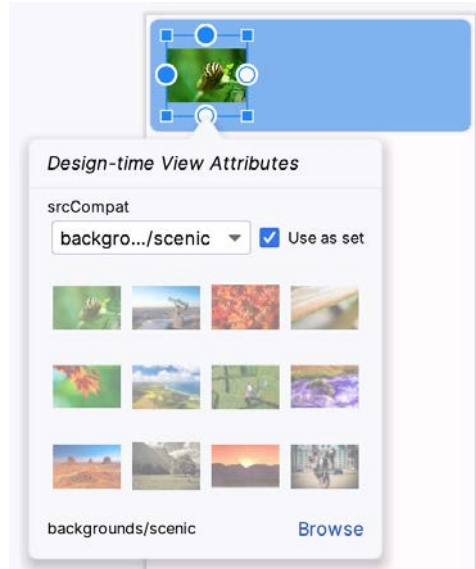 Design-time View Attributes
srcCompat
backgro.../scenic Use as set
backgrounds/scenic Browse